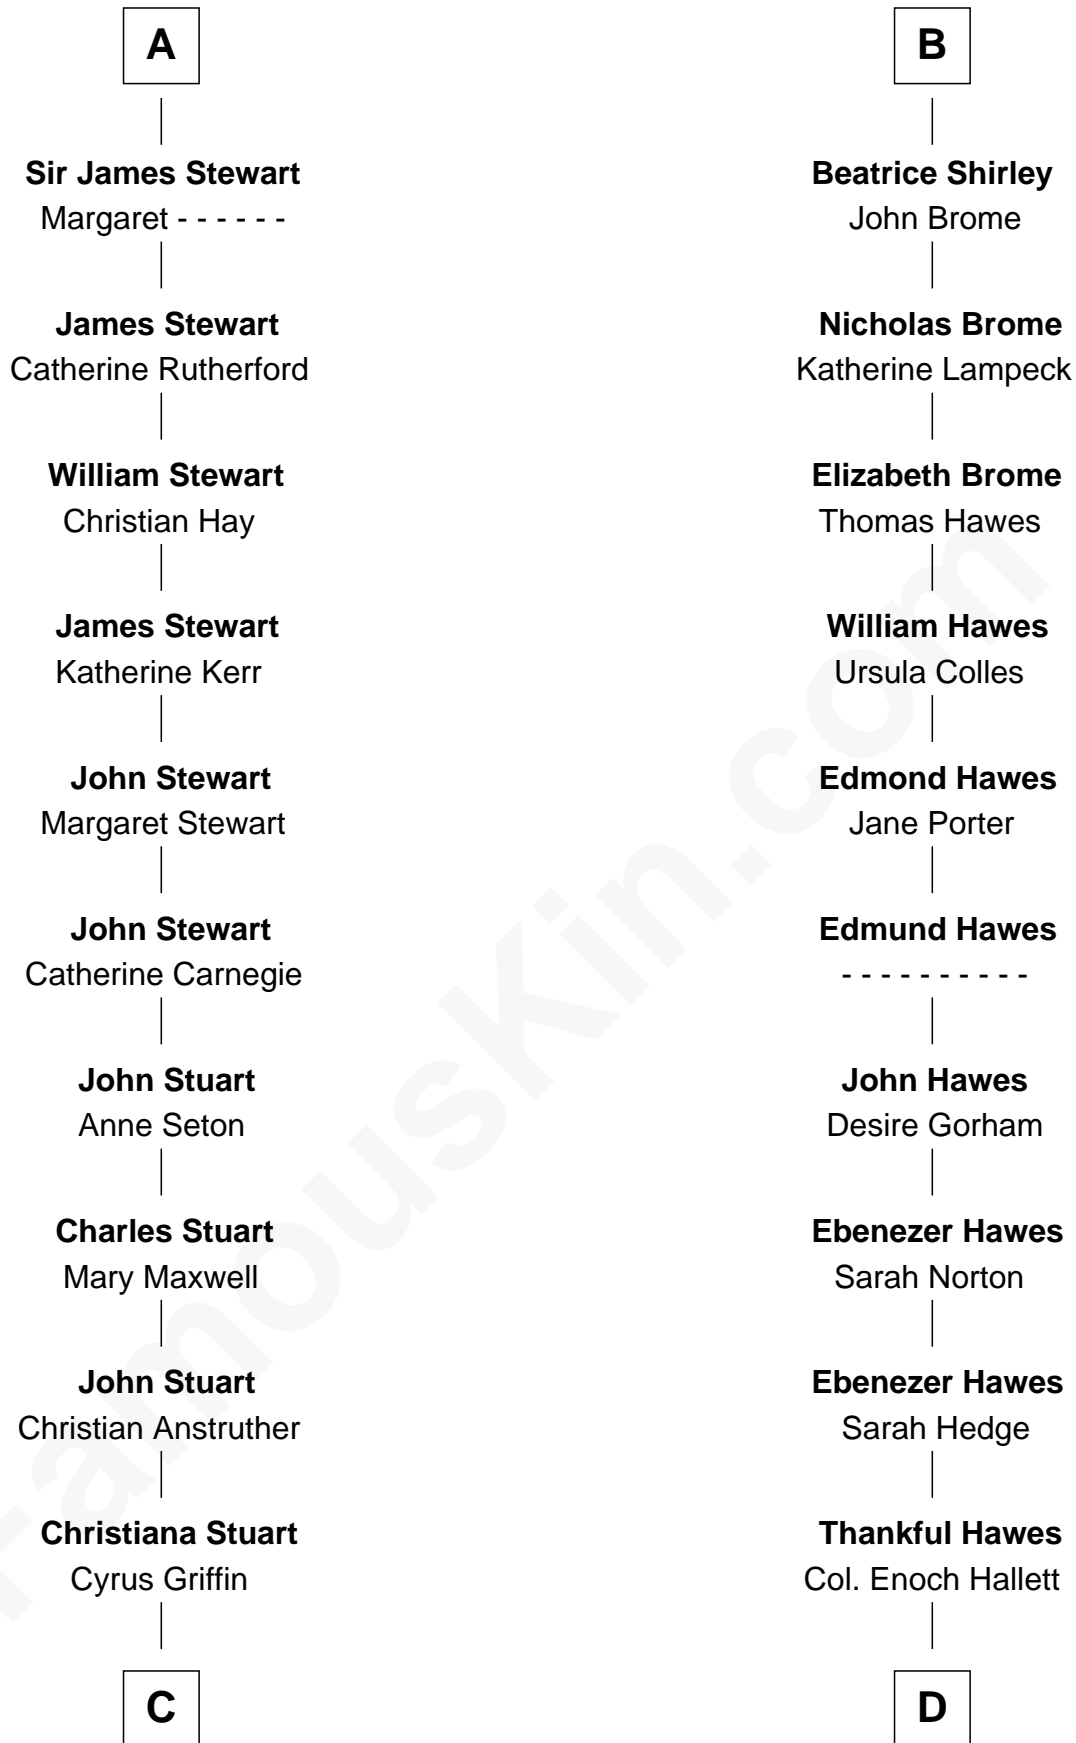 A
Sir James Stewart
Margaret - - - - - -
James Stewart
Catherine Rutherford
William Stewart
Christian Hay
James Stewart
Katherine Kerr
John Stewart
Margaret Stewart
John Stewart
Catherine Carnegie
John Stuart
Anne Seton
Charles Stuart
Mary Maxwell
John Stuart
Christian Anstruther
Christiana Stuart
Cyrus Griffin
C
B
Beatrice Shirley
John Brome
Nicholas Brome
Katherine Lampeck
Elizabeth Brome
Thomas Hawes
William Hawes
Ursula Colles
Edmond Hawes
Jane Porter
Edmund Hawes
- - - - - - - - - -
John Hawes
Desire Gorham
Ebenezer Hawes
Sarah Norton
Ebenezer Hawes
Sarah Hedge
Thankful Hawes
Col. Enoch Hallett
D
FamousKin.com